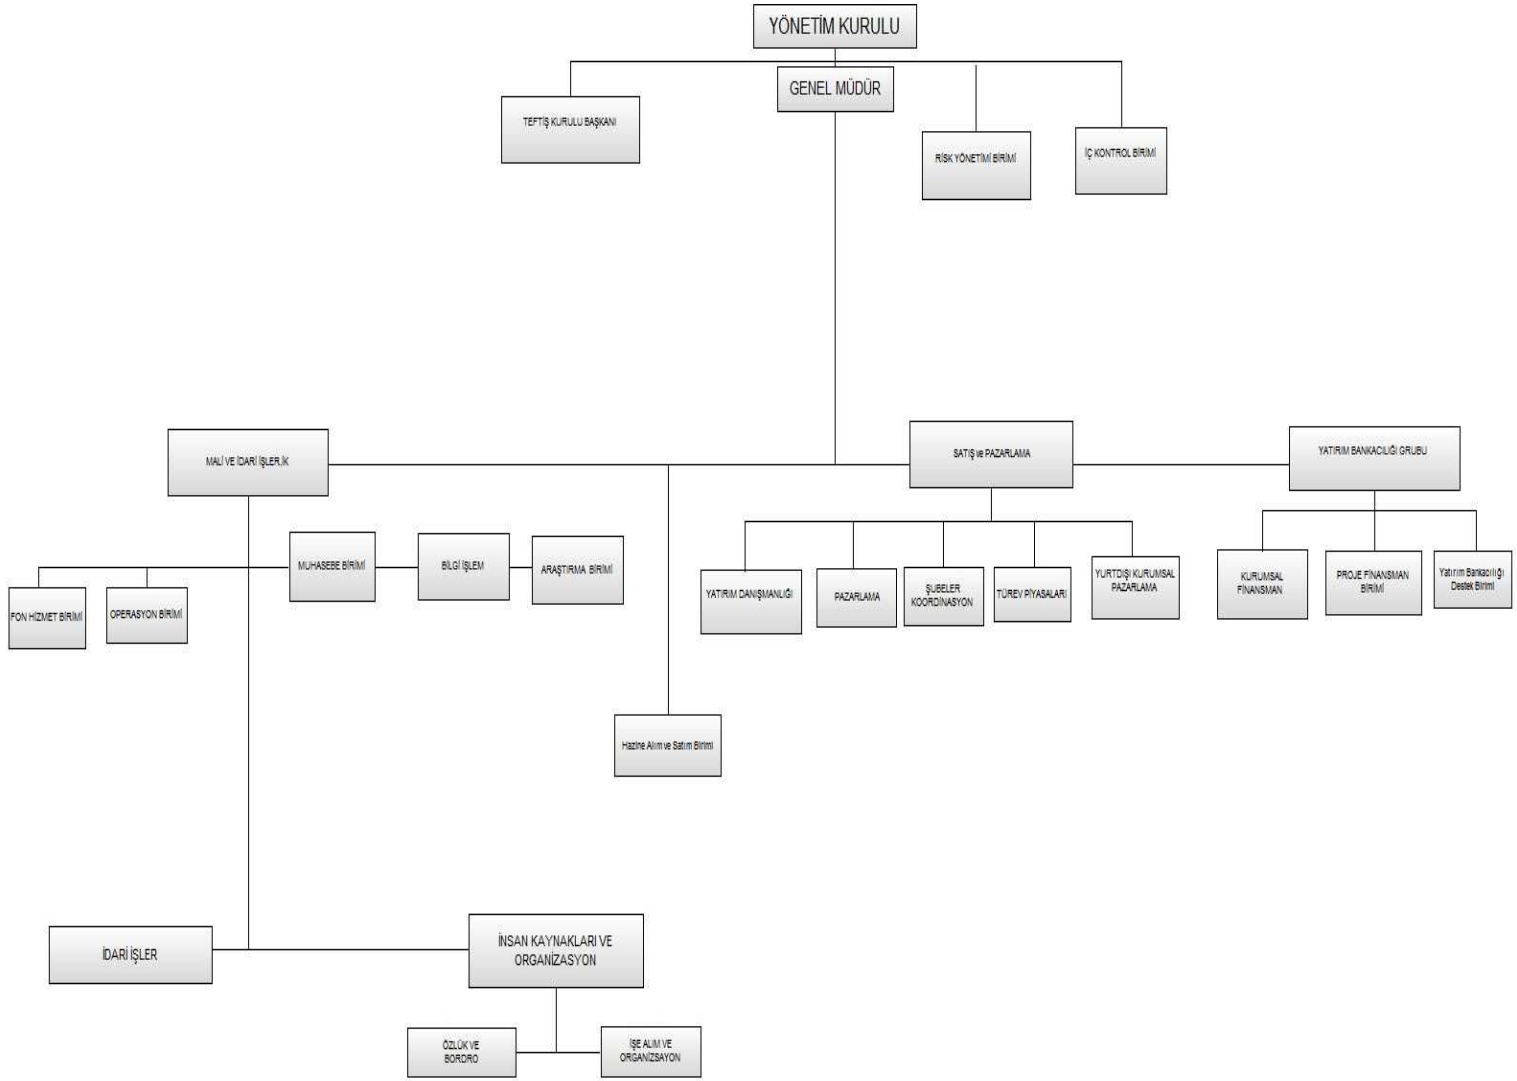 YÖNETİM KURULU
GENEL MÜDÜR
TEFTİŞ KURULU BAŞKANI
RİSK YÖNETİMİ BİRİMİ
İÇ KONTROL BİRİMİ
MALİ VE İDARİ İŞLER,İK
SATIŞ ve PAZARLAMA
YATIRIM BANKACILIĞI GRUBU
FON HİZMET BİRİMİ
OPERASYON BİRİMİ
MUHASEBE BİRİMİ
BİLGİ İŞLEM
ARAŞTIRMA BİRİMİ
YATIRIM DANIŞMANLIĞI
PAZARLAMA
ŞUBELER
KOORDİNASYON
TÜREV PİYASALARI
YURTDIŞI KURUMSAL
PAZARLAMA
KURUMSAL
FİNANSMAN
PROJE FİNANSMAN
BİRİMİ
Yatırım Bankacılığı
Destek Birimi
Hazine Alım ve Satım Birimi
İDARİ İŞLER
İNSAN KAYNAKLARI VE
ORGANİZASYON
ÖZLÜK VE
BORDRO
İŞE ALIM VE
ORGANİZSAYON